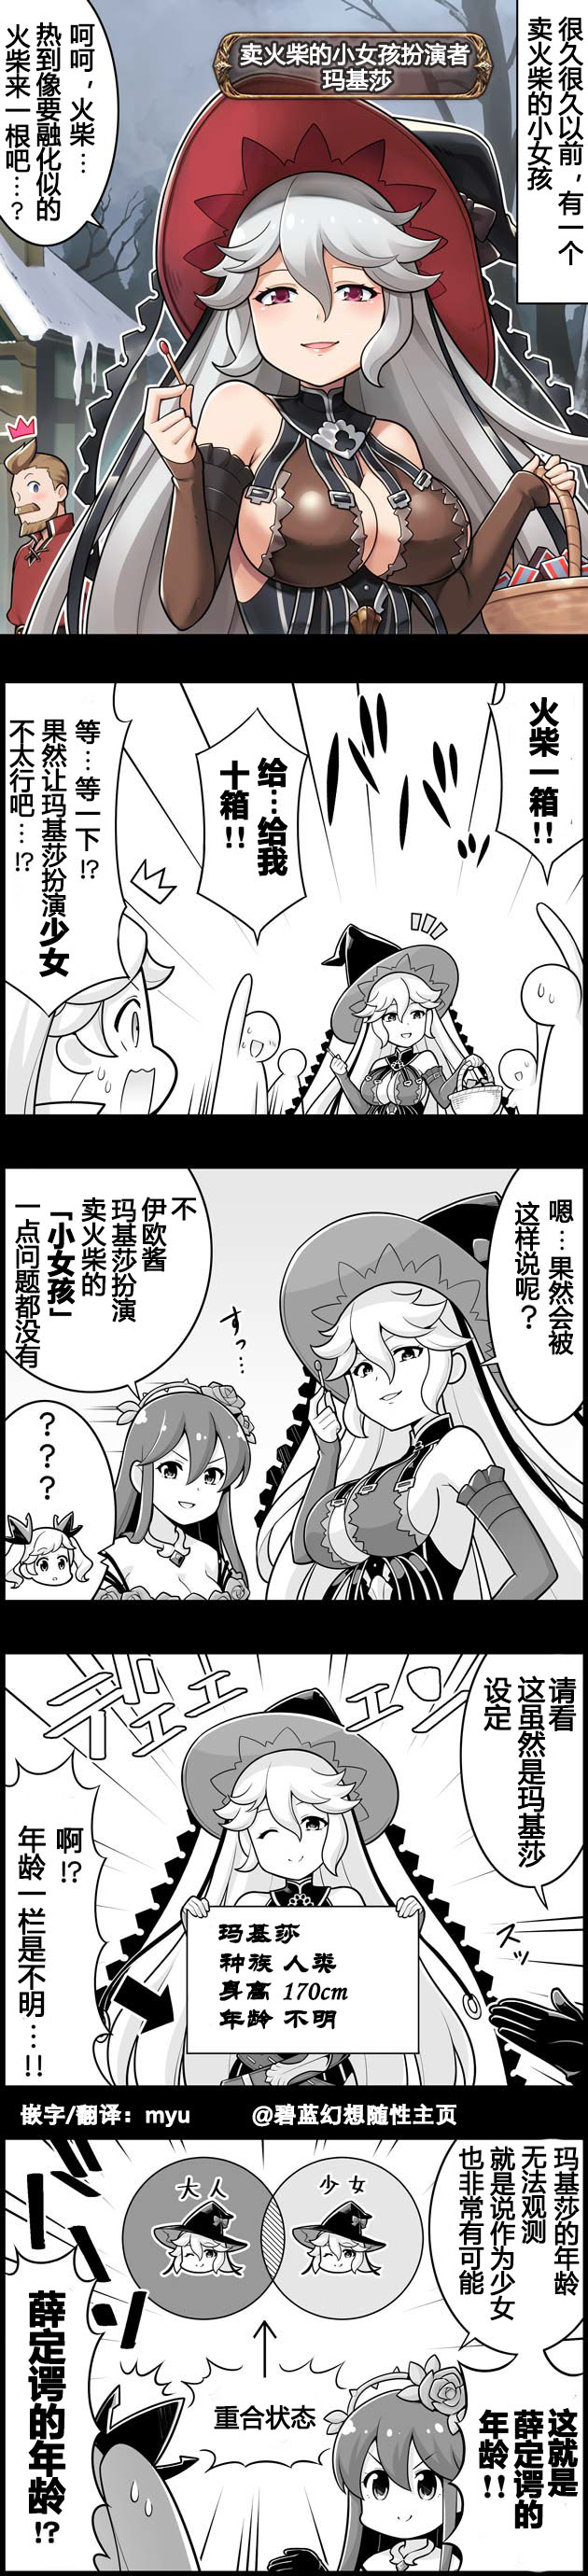 很久很久以前，有一个
卖火柴的小女孩
卖火柴的小女孩扮演者
玛基莎
呵呵，火柴…
热到像要融化似的
火柴来一根吧…?
火柴一箱!!
给…给我
十箱!!
等…等一下!?
果然让玛基莎扮演少女
不太行吧…!?
嗯…果然会被
这样说呢？
すっ…
不
伊欧酱
玛基莎扮演
卖火柴的
「小女孩」
一点问题都没有
？？？
请看
这虽然是玛基莎
设定
デェェェェン
スッ
玛基莎
种族 人类
身高 170cm
年龄 不明
啊!?
年龄一栏是不明…!!
嵌字/翻译：myu
@碧蓝幻想随性主页
玛基莎的年龄
无法观测
就是说作为少女
也非常有可能
大人
少女
重合状态
这就是
薛定谔的
年龄!!
薛定谔的年龄!?